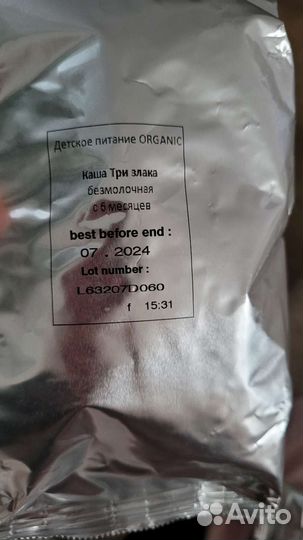 Детское питание ORGANIC
Каша Три злака
безмолочная
с 6 месяцев
best before end :
07 . 2024
Lot number :
L63207D060
f 15:31
Avito